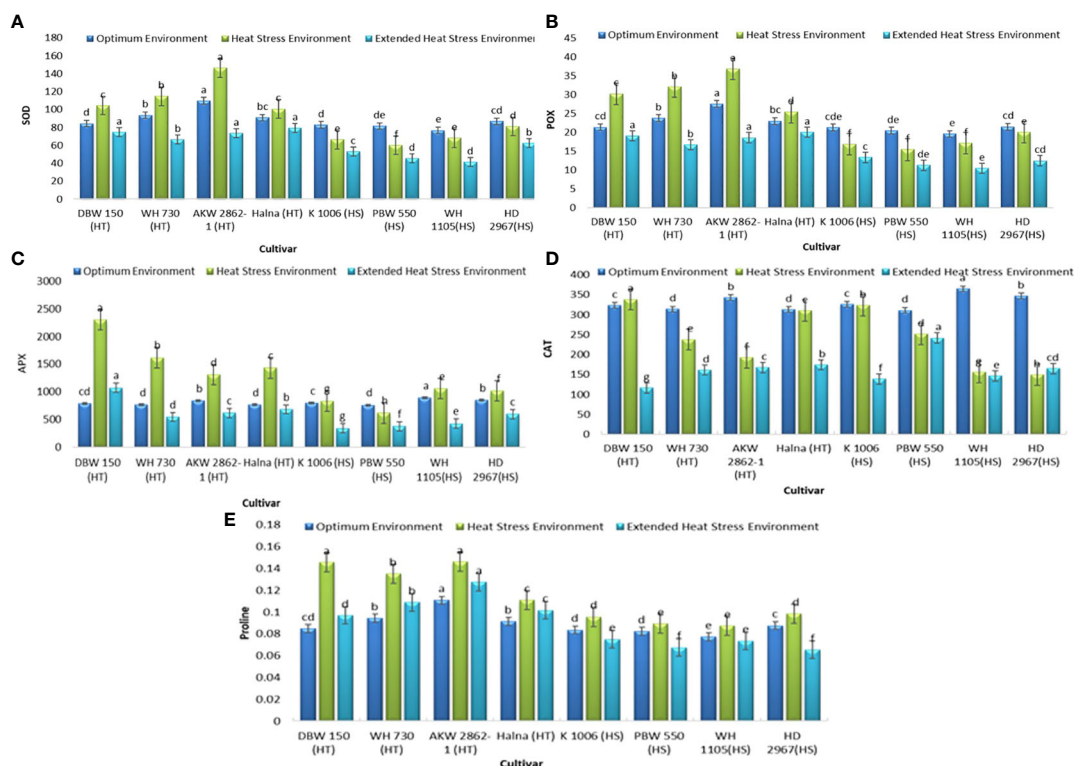 A
SOD
Optimum Environment Heat Stress Environment Extended Heat Stress Environmer
180
160
140
120
100
80
60
40
20
0
d c a b b b a a c bc a c e c d f d e e d cd d b
DBW 150 (HT)
WH 730 (HT)
AKW 2862-1 (HT)
Halna (HT)
K 1006 (HS)
PBW 550 (HS)
WH 1105(HS)
HD 2967(HS)
Cultivar
B
POX
Optimum Environment Heat Stress Environment Extended Heat Stress Environment
45
40
35
30
25
20
15
10
5
0
cd c a b b b a a a c d a cde f c e f de e f e cd e cd
DBW 150 (HT)
WH 730 (HT)
AKW 2862-1 (HT)
Halna (HT)
K 1006 (HS)
PBW 550 (HS)
WH 1105(HS)
HD 2967(HS)
Cultivar
C
APX
Optimum Environment Heat Stress Environment Extended Heat Stress Environment
3000
2500
2000
1500
1000
500
0
cd a a d b d b d c d c b c g g d h f a e e b f c
DBW 150 (HT)
WH 730 (HT)
AKW 2862-1 (HT)
Halna (HT)
K 1006 (HS)
PBW 550 (HS)
WH 1105(HS)
HD 2967(HS)
Cultivar
D
CAT
Optimum Environment Heat Stress Environment Extended Heat Stress Environment
400
350
300
250
200
150
100
50
0
c a g d e d b f c d c b c b f d d a a g e b h cd
DBW 150 (HT)
WH 730 (HT)
AKW 2862-1 (HT)
Halna (HT)
K 1006 (HS)
PBW 550 (HS)
WH 1105(HS)
HD 2967(HS)
Cultivar
E
Proline
Optimum Environment Heat Stress Environment Extended Heat Stress Environment
0.18
0.16
0.14
0.12
0.1
0.08
0.06
0.04
0.02
0
cd a d b b b a a a b c c d d e d e f e e e c d f
DBW 150 (HT)
WH 730 (HT)
AKW 2862-1 (HT)
Halna (HT)
K 1006 (HS)
PBW 550 (HS)
WH 1105(HS)
HD 2967(HS)
Cultivar